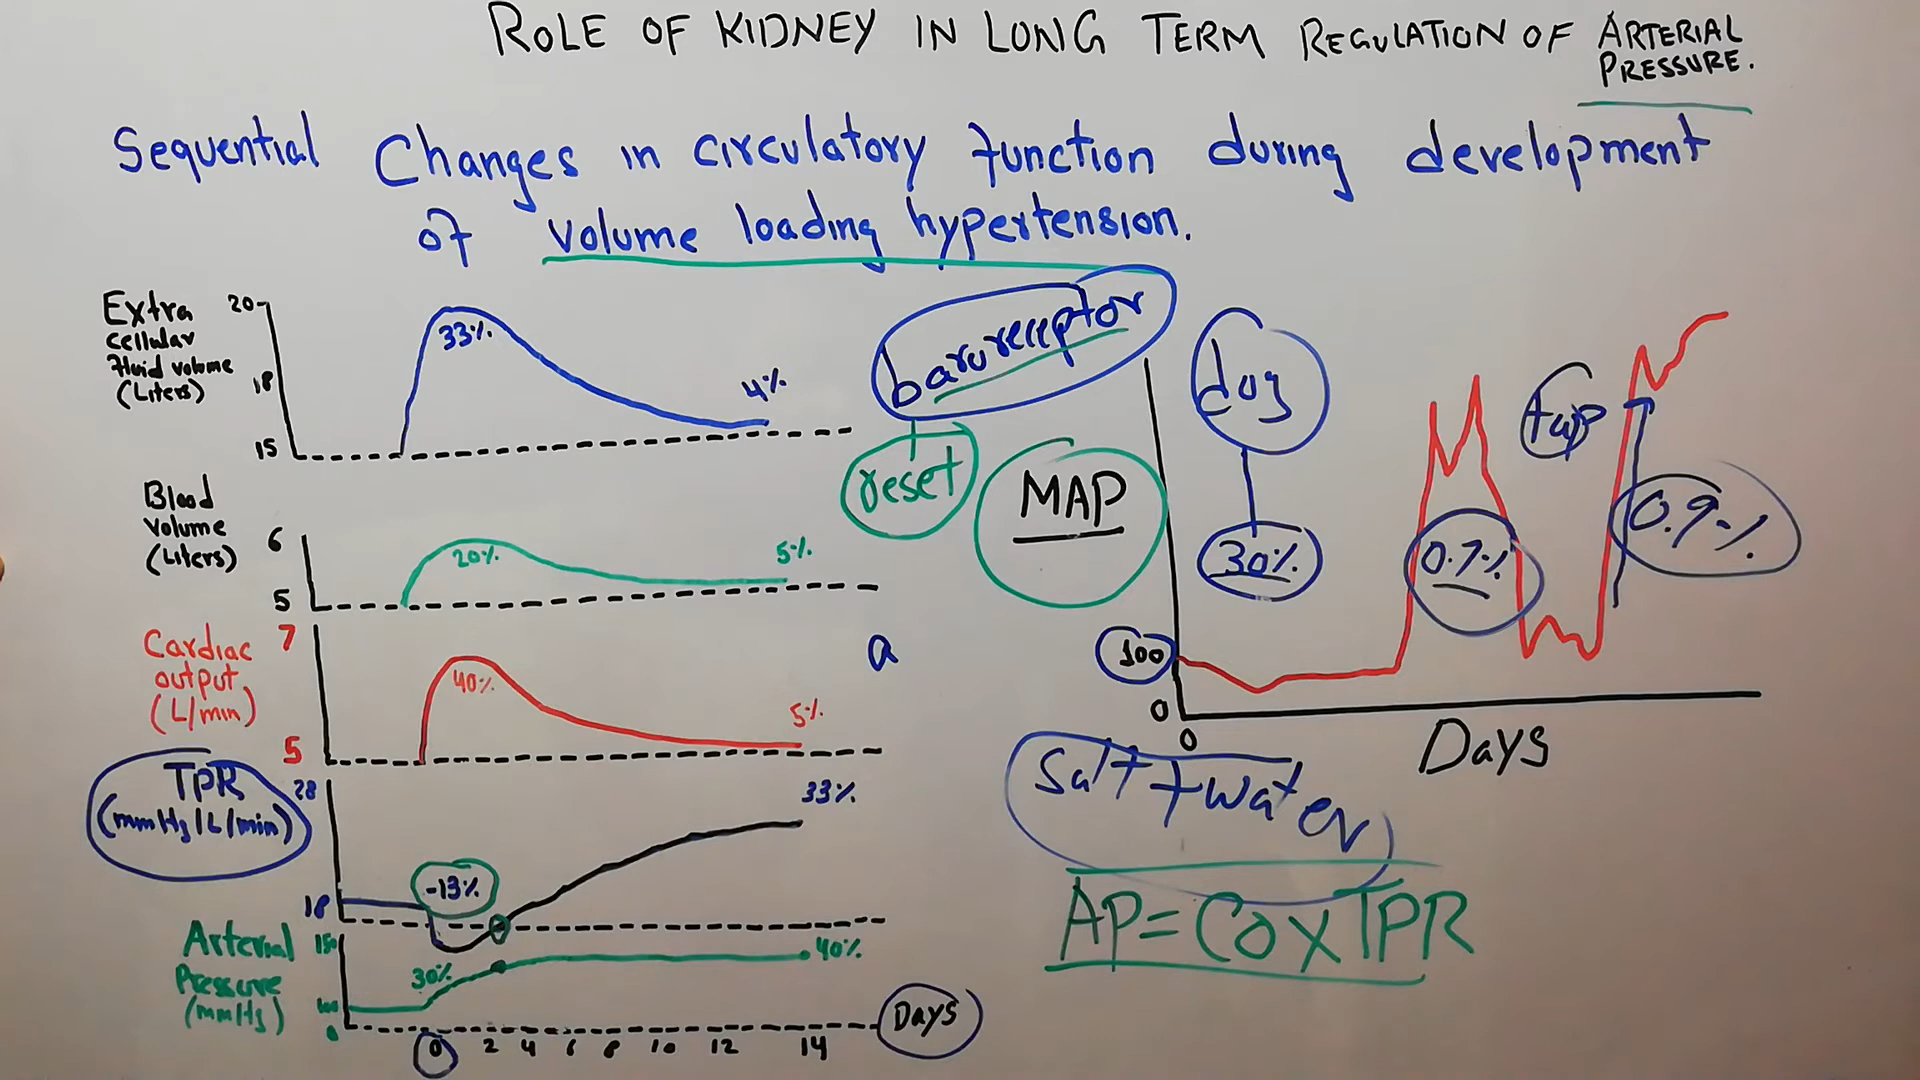 ROLE OF KIDNEY IN LONG TERM REGULATION OF ARTERIAL
PRESSURE.
Sequential Changes in circulatory function during development
of volume loading hypertension.
Extra
cellular
fluid volume
(Liters)
20
18
15
33%
4%
Blood
volume
(Liters)
6
5
20%
5%
Cardiac
output
(L/min)
7
5
40%
5%
TPR
(mmHg/L/min)
28
18
-13%
33%
Arterial
Pressure
(mmHg)
150
100
0
30%
40%
0 2 4 6 8 10 12 14
Days
baroreceptor
reset
MAP
a
dog
30%
100
0
0
0.7%
0.9%
Days
Salt + water
AP = CO X TPR